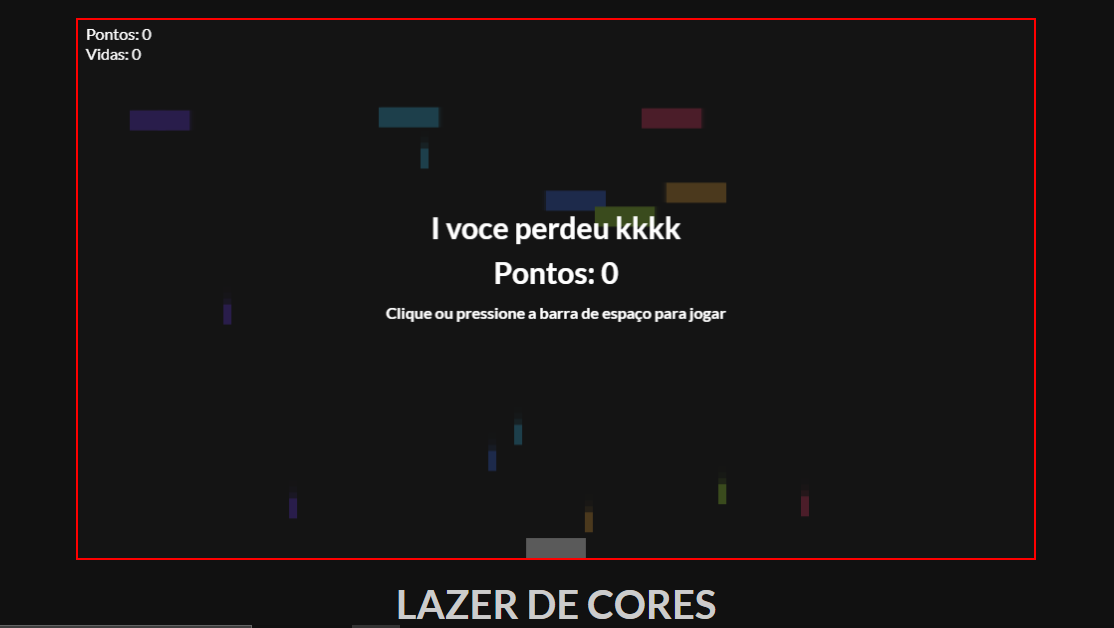 Pontos: 0
Vidas: 0
I voce perdeu kkkk
Pontos: 0
Clique ou pressione a barra de espaço para jogar
LAZER DE CORES